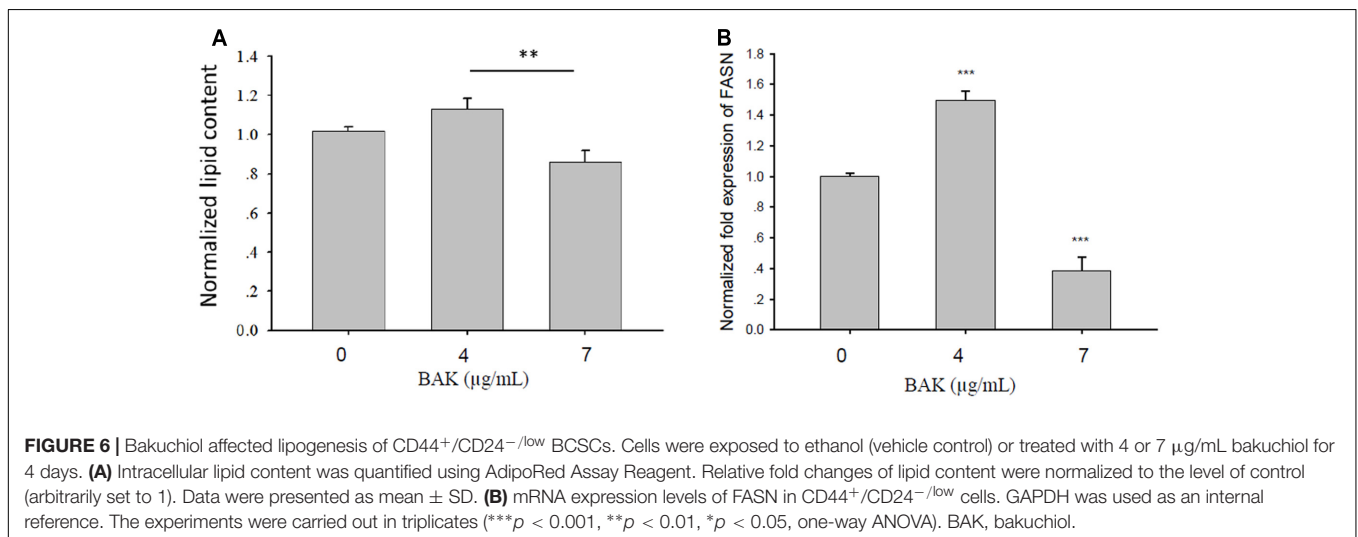 A
**
1.4
1.2
1.0
.8
.6
.4
.2
0.0
Normalized lipid content
0 4 7
BAK (µg/mL)
B
***
***
1.8
1.6
1.4
1.2
1.0
.8
.6
.4
.2
0.0
Normalized fold expression of FASN
0 4 7
BAK (µg/mL)
FIGURE 6 | Bakuchiol affected lipogenesis of CD44⁺/CD24⁻/ˡᵒʷ BCSCs. Cells were exposed to ethanol (vehicle control) or treated with 4 or 7 µg/mL bakuchiol for
4 days. (A) Intracellular lipid content was quantified using AdipoRed Assay Reagent. Relative fold changes of lipid content were normalized to the level of control
(arbitrarily set to 1). Data were presented as mean ± SD. (B) mRNA expression levels of FASN in CD44⁺/CD24⁻/ˡᵒʷ cells. GAPDH was used as an internal
reference. The experiments were carried out in triplicates (***p < 0.001, **p < 0.01, *p < 0.05, one-way ANOVA). BAK, bakuchiol.